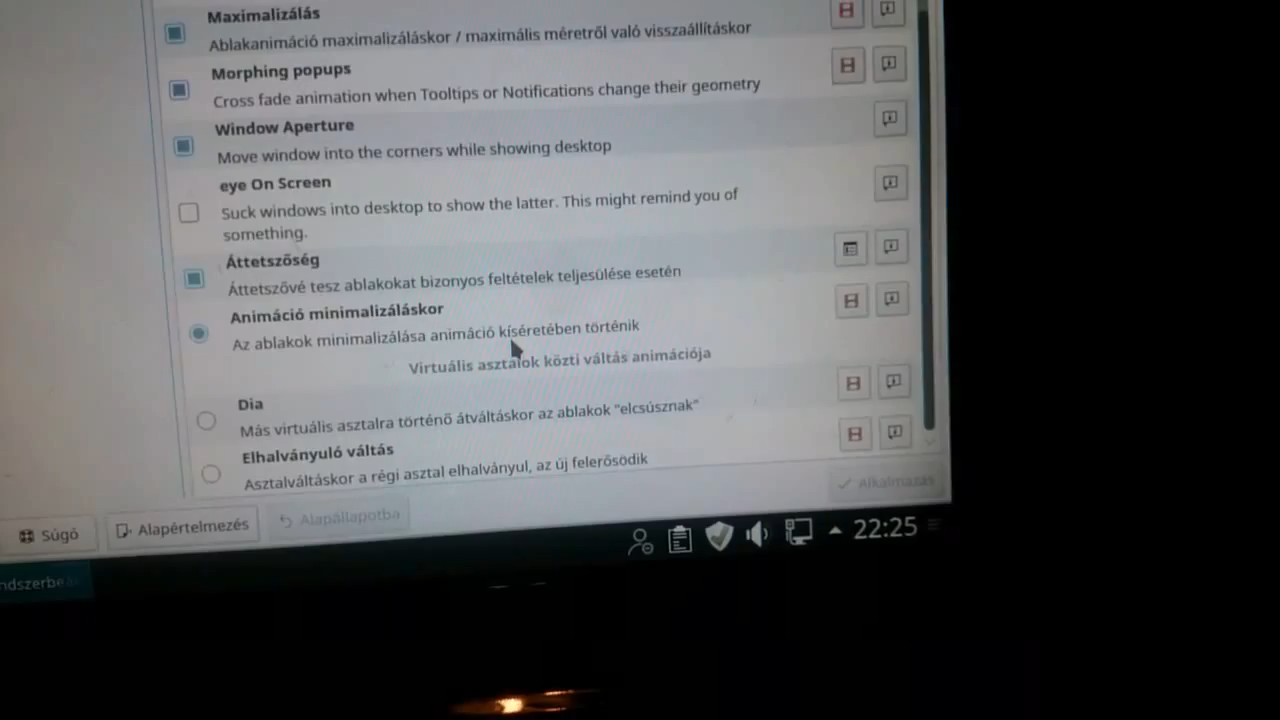 Maximalizálás
Ablakanimáció maximalizáláskor / maximális méretről való visszaállításkor
Morphing popups
Cross fade animation when Tooltips or Notifications change their geometry
Window Aperture
Move window into the corners while showing desktop
eye On Screen
Suck windows into desktop to show the latter. This might remind you of
something.
Áttetszőség
Áttetszővé tesz ablakokat bizonyos feltételek teljesülése esetén
Animáció minimalizáláskor
Az ablakok minimalizálása animáció kíséretében történik
Virtuális asztalok közti váltás animációja
Dia
Más virtuális asztalra történő átváltáskor az ablakok "elcsúsznak"
Elhalványuló váltás
Asztalváltáskor a régi asztal elhalványul, az új felerősödik
Alkalmazás
Súgó
Alapértelmezés
Alapállapotba
22:25